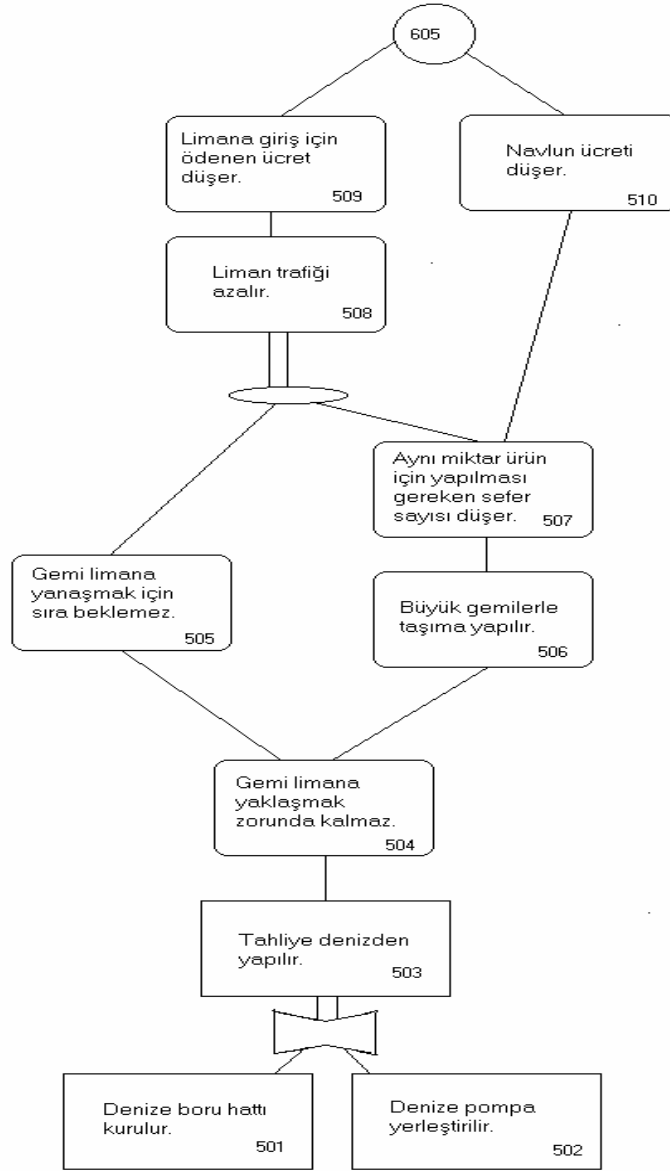 605
Limana giriş için
ödenen ücret
düşer.
509
Navlun ücreti
düşer.
510
Liman trafiği
azalır.
508
Aynı miktar ürün
için yapılması
gereken sefer
sayısı düşer. 507
Gemi limana
yanaşmak için
sıra beklemez.
505
Büyük gemilerle
taşıma yapılır.
506
Gemi limana
yaklaşmak
zorunda kalmaz.
504
Tahliye denizden
yapılır.
503
Denize boru hattı
kurulur.
501
Denize pompa
yerleştirilir.
502